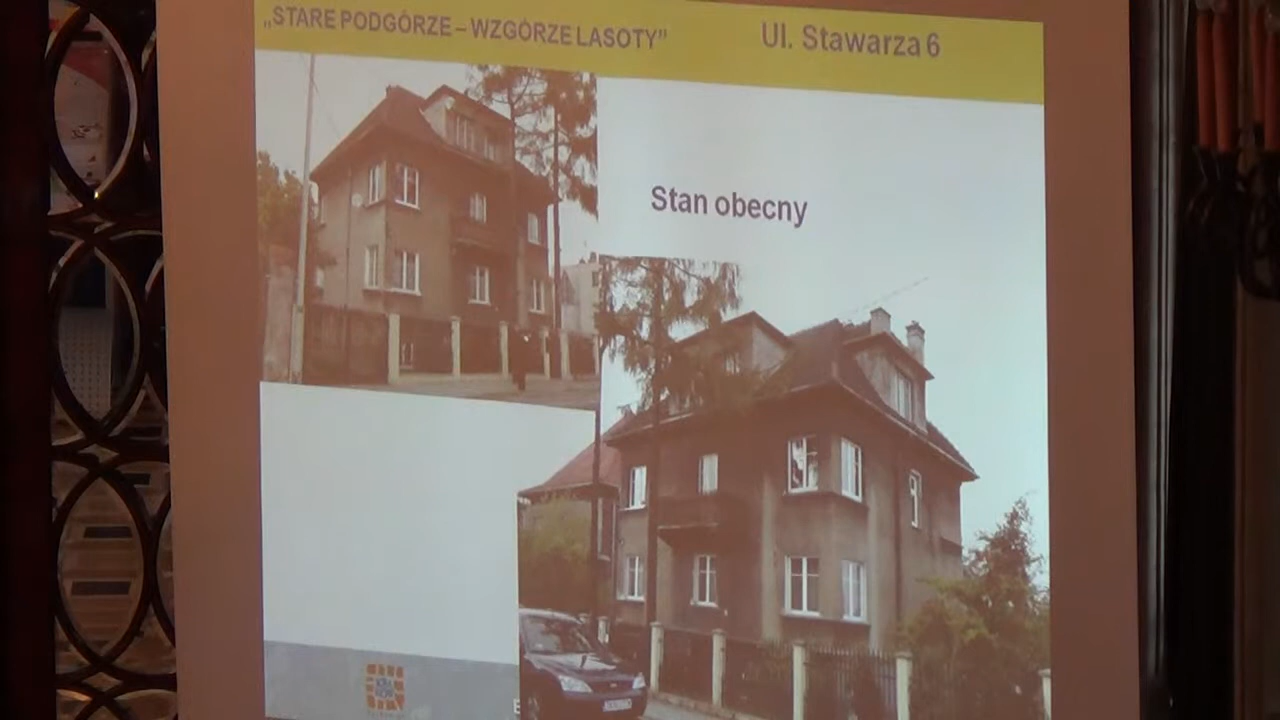 „STARE PODGÓRZE – WZGÓRZE LASOTY”
Ul. Stawarza 6
Stan obecny